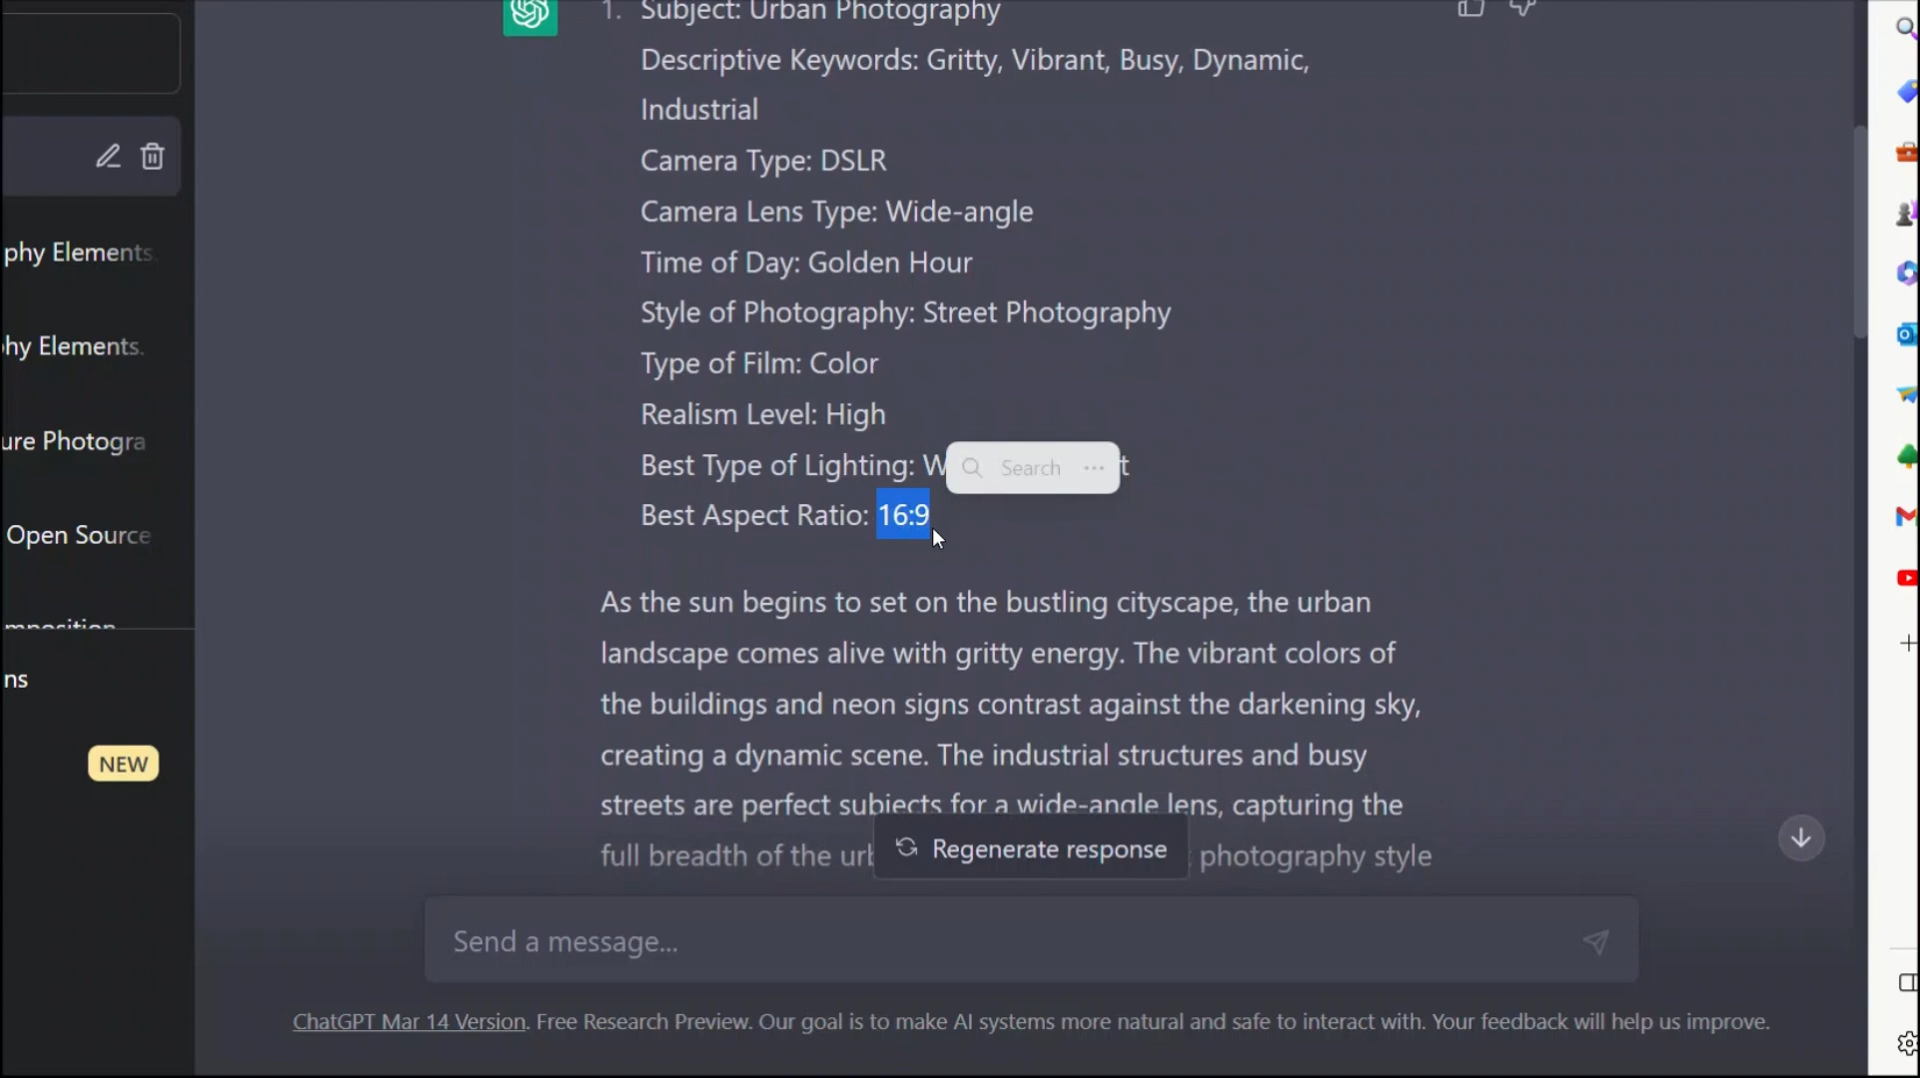 1. Subject: Urban Photography
Descriptive Keywords: Gritty, Vibrant, Busy, Dynamic,
Industrial
Camera Type: DSLR
Camera Lens Type: Wide-angle
Time of Day: Golden Hour
Style of Photography: Street Photography
Type of Film: Color
Realism Level: High
Best Type of Lighting:
Search ...
Best Aspect Ratio: 16:9
As the sun begins to set on the bustling cityscape, the urban
landscape comes alive with gritty energy. The vibrant colors of
the buildings and neon signs contrast against the darkening sky,
creating a dynamic scene. The industrial structures and busy
streets are perfect subjects for a wide-angle lens, capturing the
full breadth of the photography style
Regenerate response
Send a message...
ChatGPT Mar 14 Version. Free Research Preview. Our goal is to make AI systems more natural and safe to interact with. Your feedback will help us improve.
phy Elements.
hy Elements.
ure Photogra
Open Source
ns
NEW